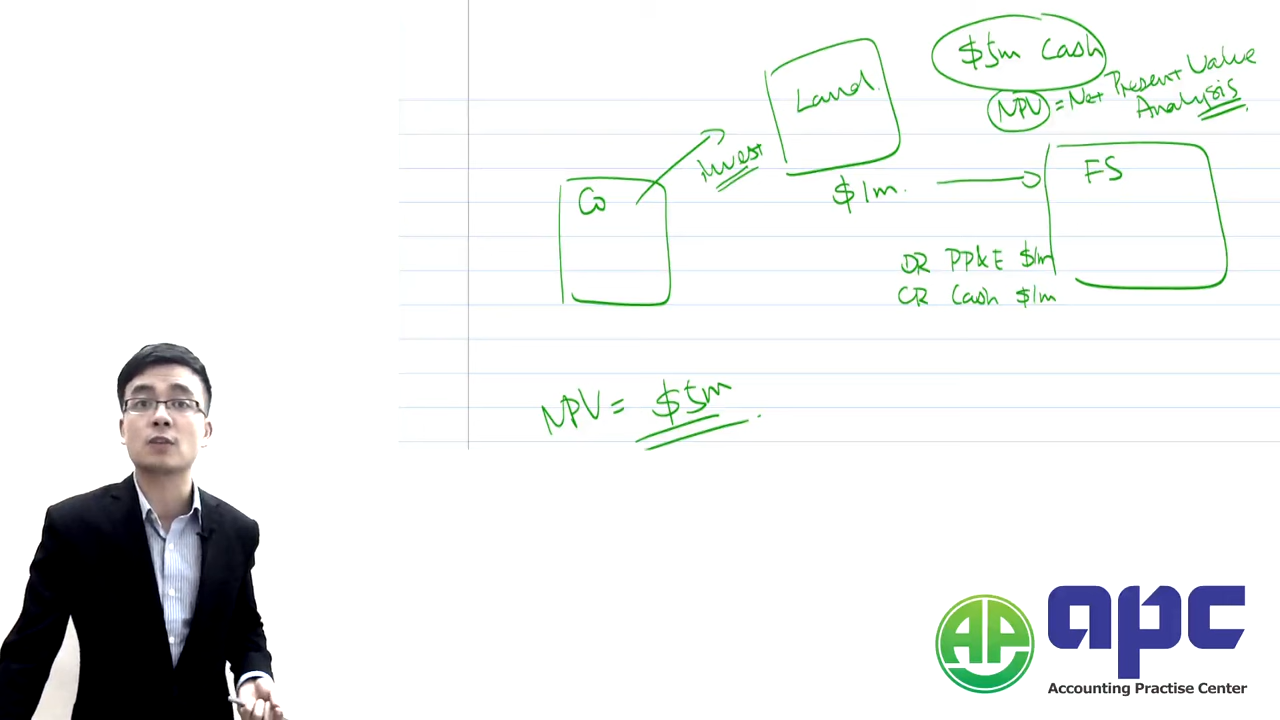 $5m Cash
NPV = Net Present Value
Analysis
Land
invest
Co
$1m.
FS
DR PP&E $1m
CR Cash $1m
NPV = $5m
APC
apc
Accounting Practise Center